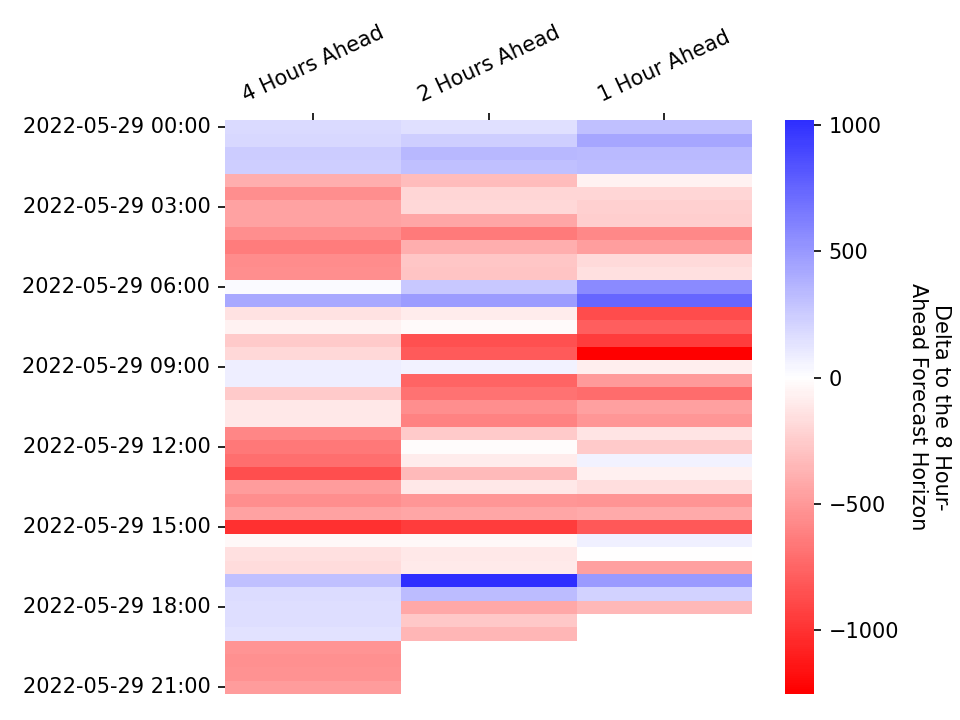 4 Hours Ahead
2 Hours Ahead
1 Hour Ahead
2022-05-29 00:00
2022-05-29 03:00
2022-05-29 06:00
2022-05-29 09:00
2022-05-29 12:00
2022-05-29 15:00
2022-05-29 18:00
2022-05-29 21:00
1000
500
0
−500
−1000
Delta to the 8 Hour-
Ahead Forecast Horizon